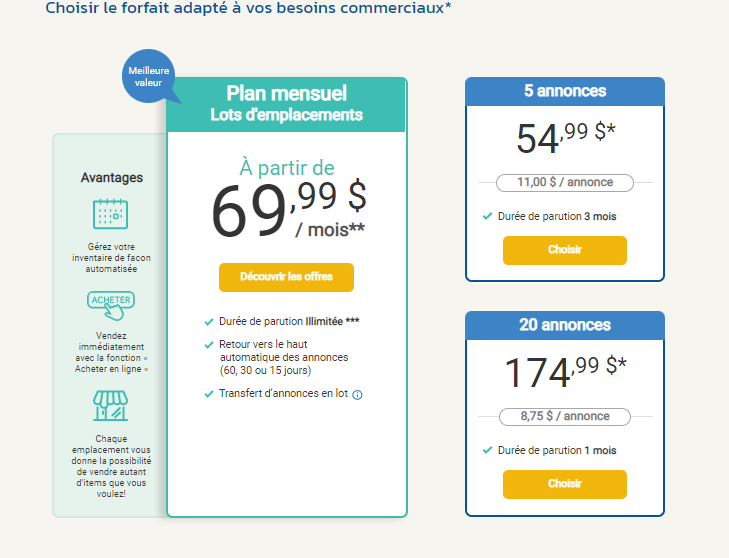 Choisir le forfait adapté à vos besoins commerciaux*
Meilleure
valeur
Plan mensuel
Lots d'emplacements
À partir de
69,99 $
/ mois**
Découvrir les offres
Durée de parution Illimitée ***
Retour vers le haut
automatique des annonces
(60, 30 ou 15 jours)
Transfert d'annonces en lot
Avantages
Gérez votre
inventaire de facon
automatisée
ACHETER
Vendez
immédiatement
avec la fonction «
Acheter en ligne »
Chaque
emplacement vous
donne la possibilité
de vendre autant
d'items que vous
voulez!
5 annonces
54,99 $*
11,00 $ / annonce
Durée de parution 3 mois
Choisir
20 annonces
174,99 $*
8,75 $ / annonce
Durée de parution 1 mois
Choisir